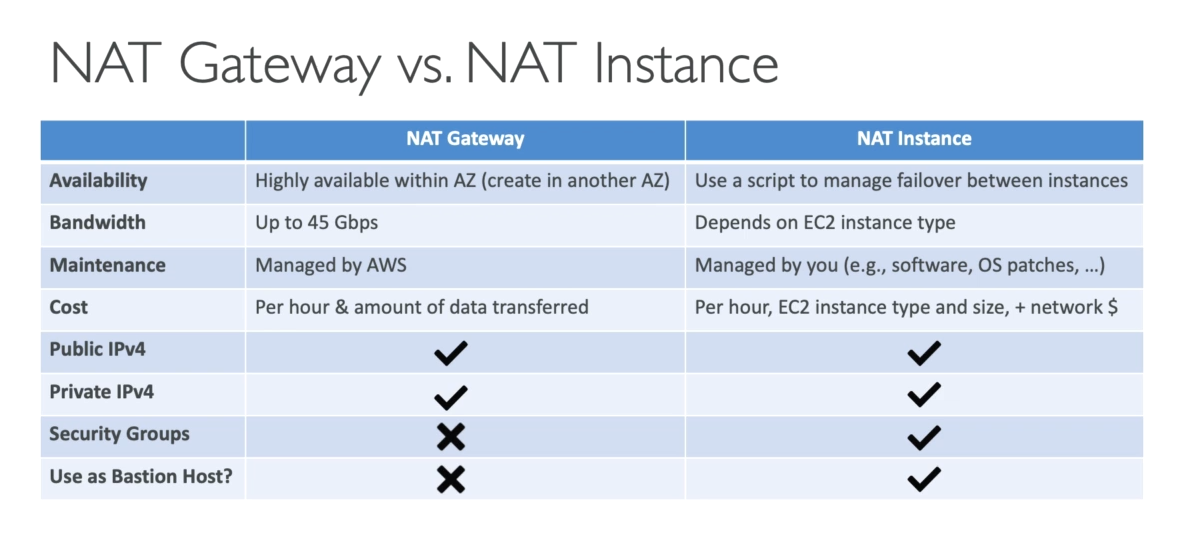 NAT Gateway vs. NAT Instance
NAT Gateway NAT Instance
Availability Highly available within AZ (create in another AZ) Use a script to manage failover between instances
Bandwidth Up to 45 Gbps Depends on EC2 instance type
Maintenance Managed by AWS Managed by you (e.g., software, OS patches, ...)
Cost Per hour & amount of data transferred Per hour, EC2 instance type and size, + network $
Public IPv4 ✔ ✔
Private IPv4 ✔ ✔
Security Groups ✖ ✔
Use as Bastion Host? ✖ ✔